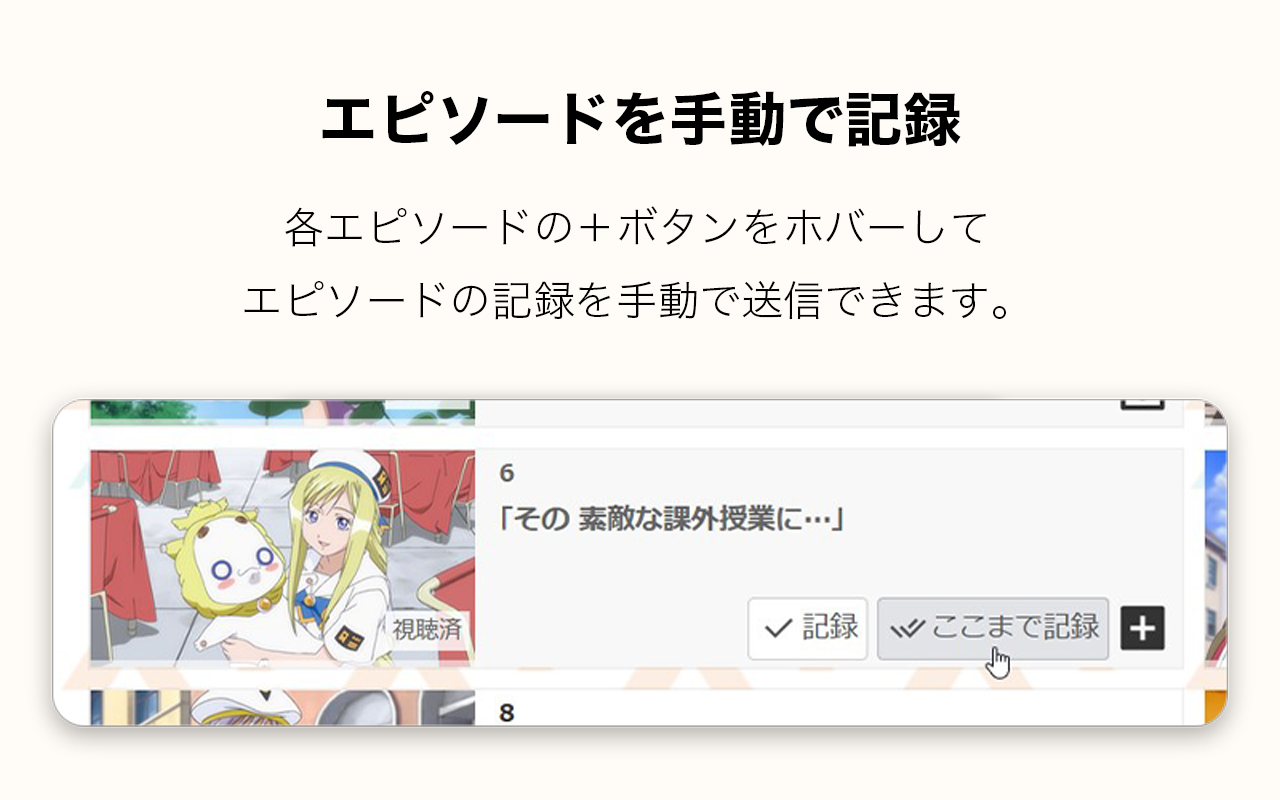 エピソードを手動で記録
各エピソードの＋ボタンをホバーして
エピソードの記録を手動で送信できます。
6
「その 素敵な課外授業に…」
視聴済
記録
ここまで記録
8